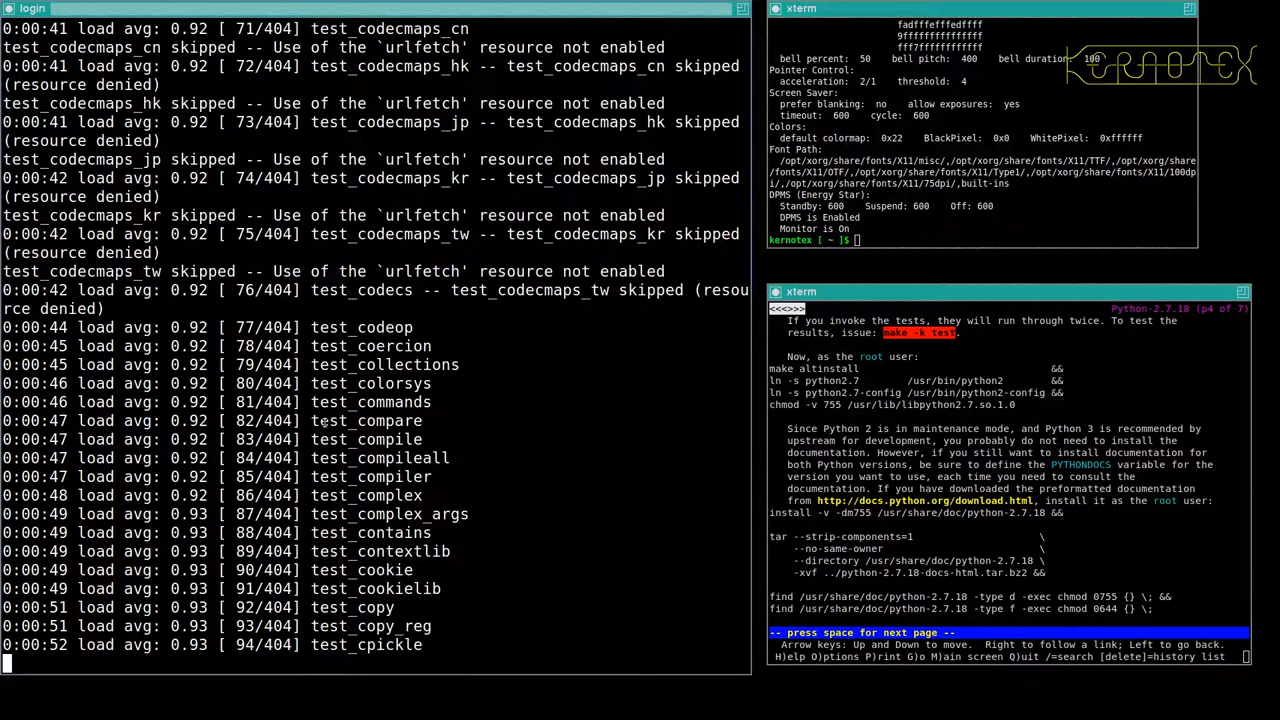 login
0:00:41 load avg: 0.92 [ 71/404] test_codecmaps_cn
test_codecmaps_cn skipped -- Use of the `urlfetch' resource not enabled
0:00:41 load avg: 0.92 [ 72/404] test_codecmaps_hk -- test_codecmaps_cn skipped
(resource denied)
test_codecmaps_hk skipped -- Use of the `urlfetch' resource not enabled
0:00:41 load avg: 0.92 [ 73/404] test_codecmaps_jp -- test_codecmaps_hk skipped
(resource denied)
test_codecmaps_jp skipped -- Use of the `urlfetch' resource not enabled
0:00:42 load avg: 0.92 [ 74/404] test_codecmaps_kr -- test_codecmaps_jp skipped
(resource denied)
test_codecmaps_kr skipped -- Use of the `urlfetch' resource not enabled
0:00:42 load avg: 0.92 [ 75/404] test_codecmaps_tw -- test_codecmaps_kr skipped
(resource denied)
test_codecmaps_tw skipped -- Use of the `urlfetch' resource not enabled
0:00:42 load avg: 0.92 [ 76/404] test_codecs -- test_codecmaps_tw skipped (resou
rce denied)
0:00:44 load avg: 0.92 [ 77/404] test_codeop
0:00:45 load avg: 0.92 [ 78/404] test_coercion
0:00:45 load avg: 0.92 [ 79/404] test_collections
0:00:46 load avg: 0.92 [ 80/404] test_colorsys
0:00:46 load avg: 0.92 [ 81/404] test_commands
0:00:47 load avg: 0.92 [ 82/404] test_compare
0:00:47 load avg: 0.92 [ 83/404] test_compile
0:00:47 load avg: 0.92 [ 84/404] test_compileall
0:00:47 load avg: 0.92 [ 85/404] test_compiler
0:00:48 load avg: 0.92 [ 86/404] test_complex
0:00:49 load avg: 0.93 [ 87/404] test_complex_args
0:00:49 load avg: 0.93 [ 88/404] test_contains
0:00:49 load avg: 0.93 [ 89/404] test_contextlib
0:00:49 load avg: 0.93 [ 90/404] test_cookie
0:00:49 load avg: 0.93 [ 91/404] test_cookielib
0:00:51 load avg: 0.93 [ 92/404] test_copy
0:00:51 load avg: 0.93 [ 93/404] test_copy_reg
0:00:52 load avg: 0.93 [ 94/404] test_cpickle
xterm
fadfffefffedffff
9fffffffffffffff
fff7ffffffffffff
bell percent: 50 bell pitch: 400 bell duration: 100
Pointer Control:
acceleration: 2/1 threshold: 4
Screen Saver:
prefer blanking: no allow exposures: yes
timeout: 600 cycle: 600
Colors:
default colormap: 0x22 BlackPixel: 0x0 WhitePixel: 0xffffff
Font Path:
/opt/xorg/share/fonts/X11/misc/,/opt/xorg/share/fonts/X11/TTF/,/opt/xorg/share
/fonts/X11/OTF/,/opt/xorg/share/fonts/X11/Type1/,/opt/xorg/share/fonts/X11/100dp
i/,/opt/xorg/share/fonts/X11/75dpi/,built-ins
DPMS (Energy Star):
Standby: 600 Suspend: 600 Off: 600
DPMS is Enabled
Monitor is On
kernotex [ ~ ]$
KERNOTEX
xterm
<<<>>> Python-2.7.18 (p4 of 7)
If you invoke the tests, they will run through twice. To test the
results, issue: make -k test.
Now, as the root user:
make altinstall &&
ln -s python2.7 /usr/bin/python2 &&
ln -s python2.7-config /usr/bin/python2-config &&
chmod -v 755 /usr/lib/libpython2.7.so.1.0
Since Python 2 is in maintenance mode, and Python 3 is recommended by
upstream for development, you probably do not need to install the
documentation. However, if you still want to install documentation for
both Python versions, be sure to define the PYTHONDOCS variable for the
version you want to use, each time you need to consult the
documentation. If you have downloaded the preformatted documentation
from http://docs.python.org/download.html, install it as the root user:
install -v -dm755 /usr/share/doc/python-2.7.18 &&
tar --strip-components=1 \
--no-same-owner \
--directory /usr/share/doc/python-2.7.18 \
-xvf ../python-2.7.18-docs-html.tar.bz2 &&
find /usr/share/doc/python-2.7.18 -type d -exec chmod 0755 {} \; &&
find /usr/share/doc/python-2.7.18 -type f -exec chmod 0644 {} \;
-- press space for next page --
Arrow keys: Up and Down to move. Right to follow a link; Left to go back.
H)elp O)ptions P)rint G)o M)ain screen Q)uit /=search [delete]=history list